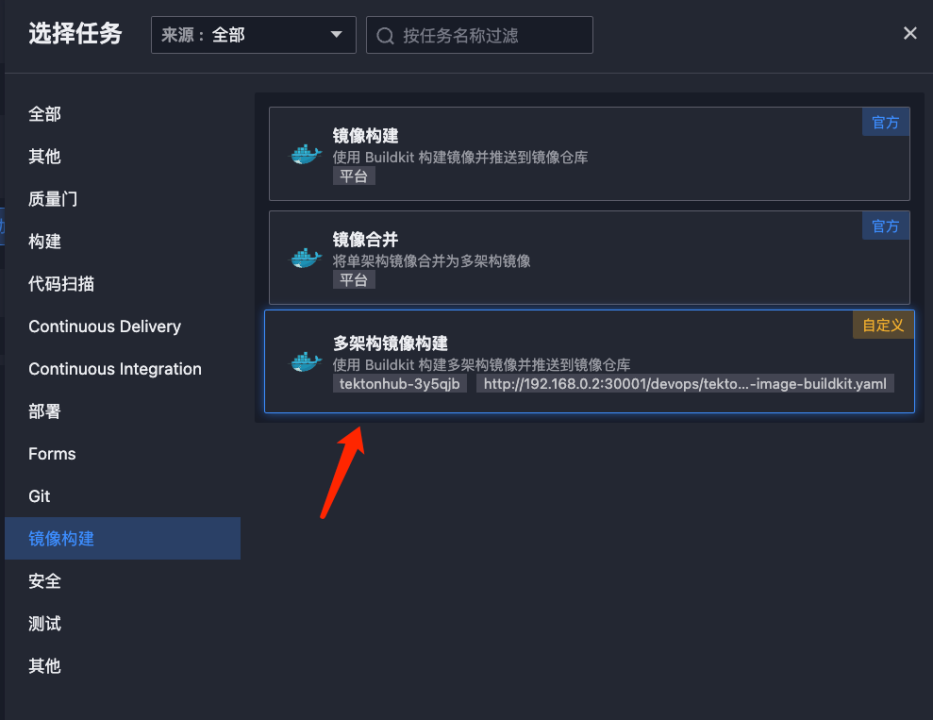 选择任务
来源：全部
按任务名称过滤
全部
其他
质量门
构建
代码扫描
Continuous Delivery
Continuous Integration
部署
Forms
Git
镜像构建
安全
测试
其他
官方
镜像构建
使用 Buildkit 构建镜像并推送到镜像仓库
平台
官方
镜像合并
将单架构镜像合并为多架构镜像
平台
自定义
多架构镜像构建
使用 Buildkit 构建多架构镜像并推送到镜像仓库
tektonhub-3y5qjb http://192.168.0.2:30001/devops/tekto...-image-buildkit.yaml